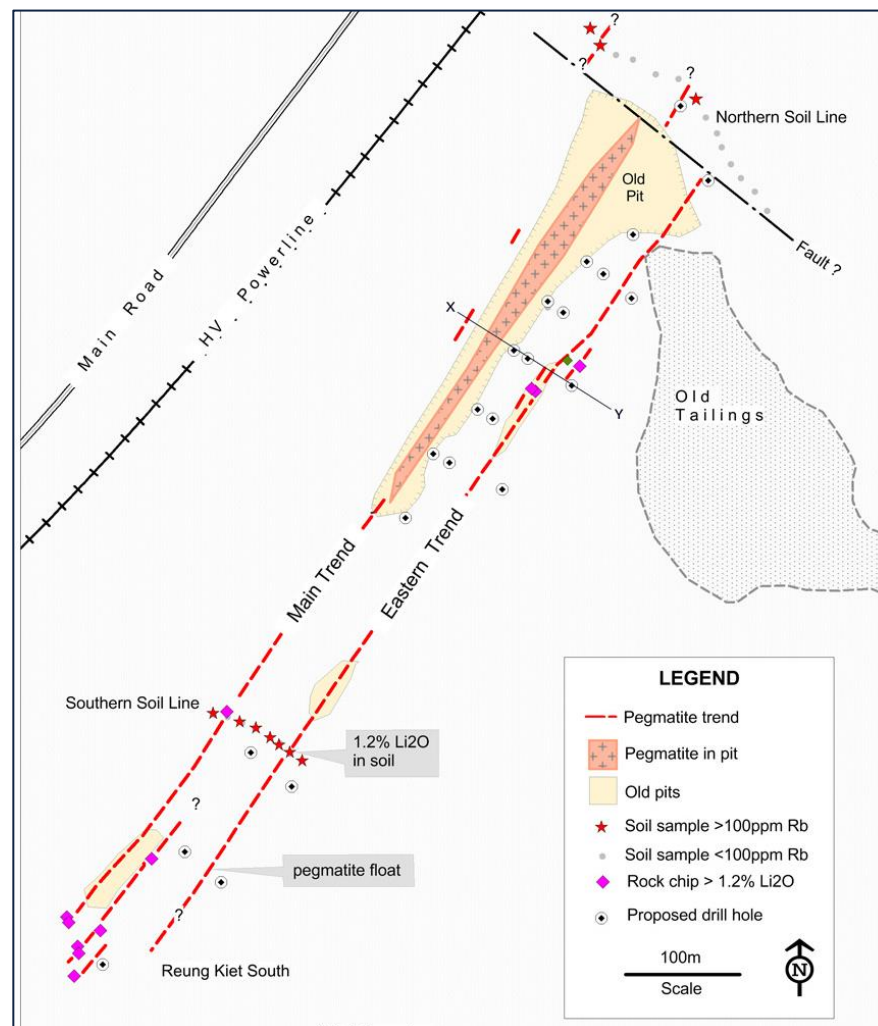 ?
?
?
Northern Soil Line
Old
Pit
Fault ?
Main Road
HV Powerline
X
Y
Old
Tailings
Main Trend
Eastern Trend
Southern Soil Line
1.2% Li2O
in soil
?
pegmatite float
?
Reung Kiet South
LEGEND
Pegmatite trend
Pegmatite in pit
Old pits
Soil sample >100ppm Rb
Soil sample <100ppm Rb
Rock chip > 1.2% Li2O
Proposed drill hole
100m
Scale
N